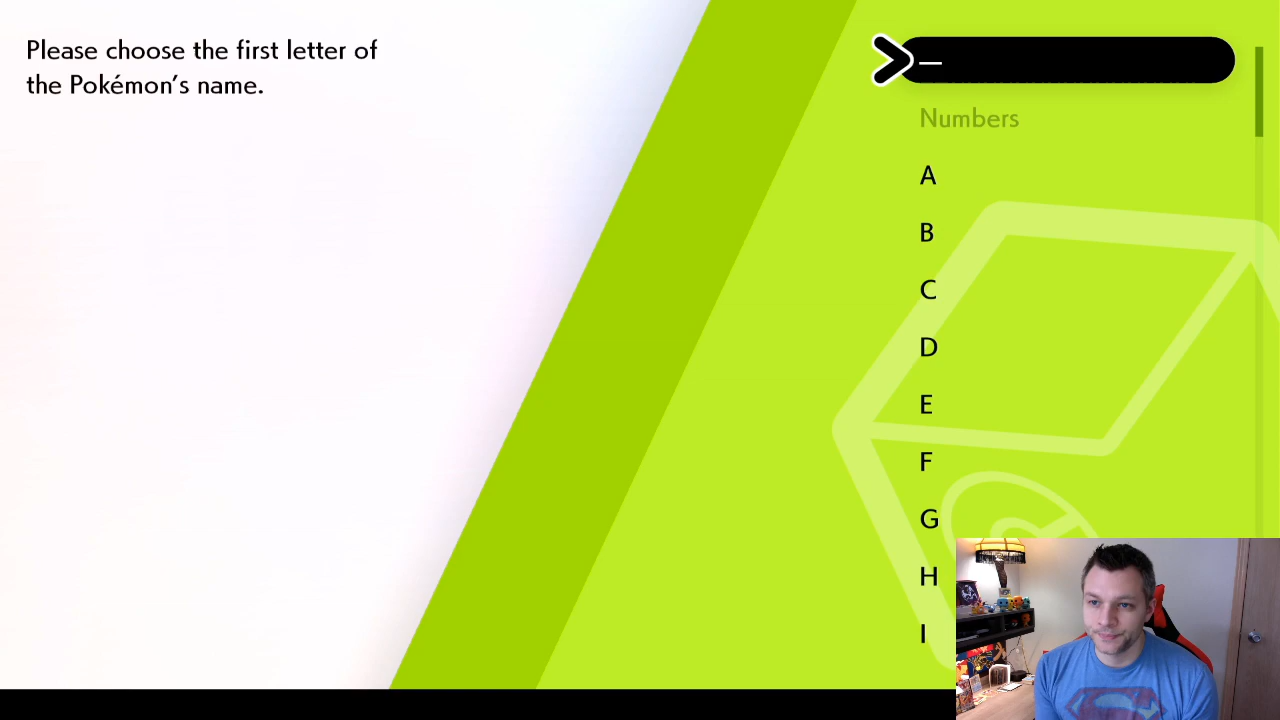 Please choose the first letter of
the Pokémon's name.
—
Numbers
A
B
C
D
E
F
G
H
I